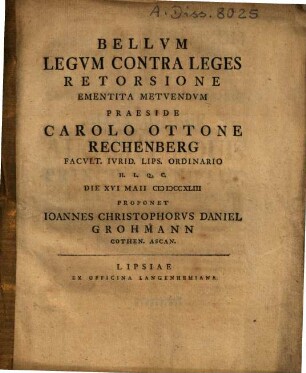 A. Diss. 8025
BELLVM
LEGVM CONTRA LEGES
RETORSIONE
EMENTITA METVENDVM
PRAESIDE
CAROLO OTTONE
RECHENBERG
FACVLT. IVRID. LIPS. ORDINARIO
H. L. Q. C.
DIE XVI MAII CIƆIƆCCXLIII
PROPONET
IOANNES CHRISTOPHORVS DANIEL
GROHMANN
COTHEN. ASCAN.
LIPSIAE
EX OFFICINA LANGENHEMIANA.